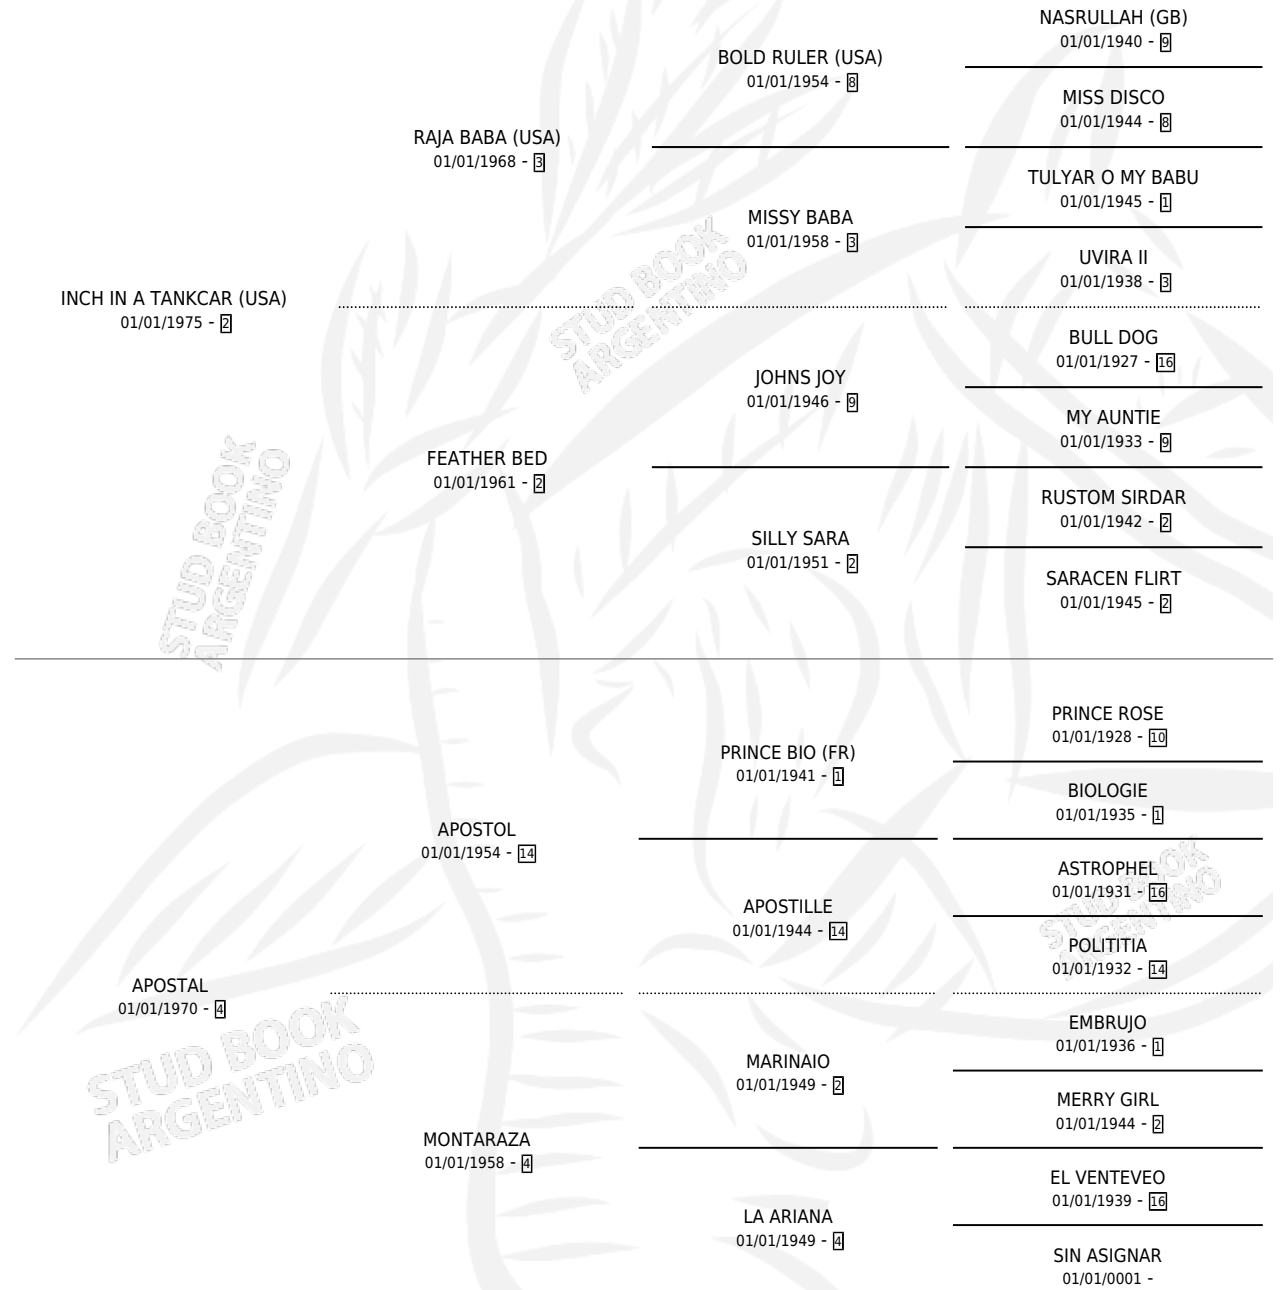 NASRULLAH (GB)
01/01/1940 - 9
BOLD RULER (USA)
01/01/1954 - 8
MISS DISCO
01/01/1944 - 8
RAJA BABA (USA)
01/01/1968 - 3
TULYAR O MY BABU
01/01/1945 - 1
MISSY BABA
01/01/1958 - 3
UVIRA II
01/01/1938 - 3
INCH IN A TANKCAR (USA)
01/01/1975 - 2
BULL DOG
01/01/1927 - 16
JOHNS JOY
01/01/1946 - 9
MY AUNTIE
01/01/1933 - 9
FEATHER BED
01/01/1961 - 2
RUSTOM SIRDAR
01/01/1942 - 2
SILLY SARA
01/01/1951 - 2
SARACEN FLIRT
01/01/1945 - 2
PRINCE ROSE
01/01/1928 - 10
PRINCE BIO (FR)
01/01/1941 - 1
BIOLOGIE
01/01/1935 - 1
APOSTOL
01/01/1954 - 14
ASTROPHEL
01/01/1931 - 16
APOSTILLE
01/01/1944 - 14
POLITITIA
01/01/1932 - 14
APOSTAL
01/01/1970 - 4
EMBRUJO
01/01/1936 - 1
MARINAIO
01/01/1949 - 2
MERRY GIRL
01/01/1944 - 2
MONTARAZA
01/01/1958 - 4
EL VENTEVEO
01/01/1939 - 16
LA ARIANA
01/01/1949 - 4
SIN ASIGNAR
01/01/0001 -
STUD BOOK
ARGENTINO
STUD BOOK
ARGENTINO
STUD BOOK
ARGENTINO
STUD BOOK
ARGENTINO